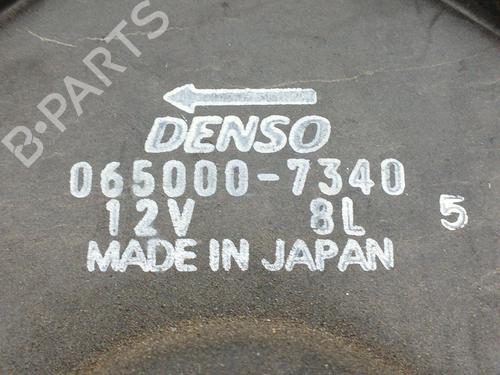 B-PARTS
DENSO
065000-7340
12V 8L 5
MADE IN JAPAN